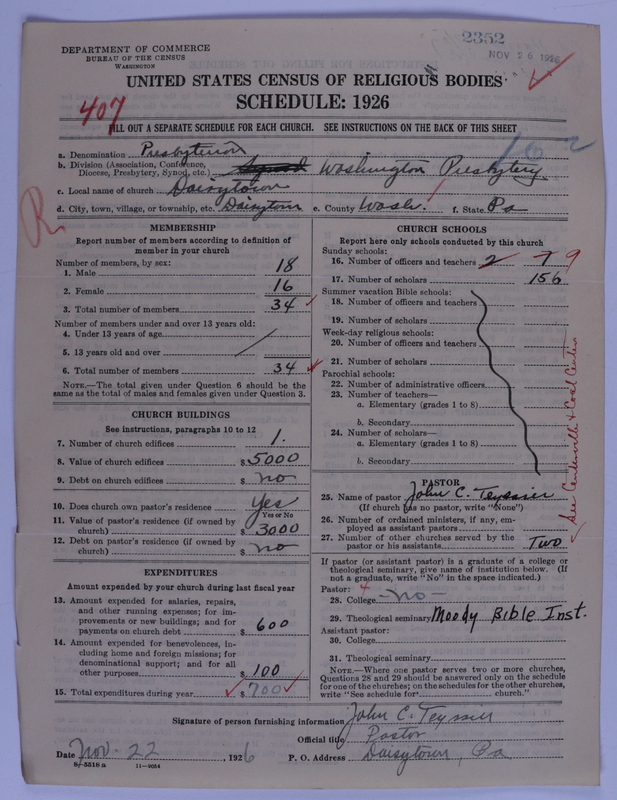 2352
NOV 26 1926
DEPARTMENT OF COMMERCE
BUREAU OF THE CENSUS
WASHINGTON
UNITED STATES CENSUS OF RELIGIOUS BODIES
SCHEDULE: 1926
407
FILL OUT A SEPARATE SCHEDULE FOR EACH CHURCH. SEE INSTRUCTIONS ON THE BACK OF THIS SHEET
a. Denomination Presbyterian
b. Division (Association, Conference, Diocese, Presbytery, Synod, etc.) Washington Presbytery
c. Local name of church Daisytown
d. City, town, village, or township, etc. Daisytown e. County Wash. f. State Pa
R
MEMBERSHIP
Report number of members according to definition of
member in your church
Number of members, by sex:
1. Male 18
2. Female 16
3. Total number of members 34
Number of members under and over 13 years old:
4. Under 13 years of age
5. 13 years old and over
6. Total number of members 34
NOTE.—The total given under Question 6 should be the
same as the total of males and females given under Question 3.
CHURCH BUILDINGS
See instructions, paragraphs 10 to 12
7. Number of church edifices 1.
8. Value of church edifices $ 5000
9. Debt on church edifices $ no
10. Does church own pastor's residence yes
Yes or No
11. Value of pastor's residence (if owned by
church) $ 3000
12. Debt on pastor's residence (if owned by
church) $ no
EXPENDITURES
Amount expended by your church during last fiscal year
13. Amount expended for salaries, repairs,
and other running expenses; for im-
provements or new buildings; and for
payments on church debt $ 600
14. Amount expended for benevolences, in-
cluding home and foreign missions; for
denominational support; and for all
other purposes $ 100
15. Total expenditures during year $ 700
CHURCH SCHOOLS
Report here only schools conducted by this church
Sunday schools:
16. Number of officers and teachers 2 7 9
17. Number of scholars 156
Summer vacation Bible schools:
18. Number of officers and teachers
19. Number of scholars
Week-day religious schools:
20. Number of officers and teachers
21. Number of scholars
Parochial schools:
22. Number of administrative officers
23. Number of teachers—
a. Elementary (grades 1 to 8)
b. Secondary
24. Number of scholars—
a. Elementary (grades 1 to 8)
b. Secondary
See Centerville & Coal Center
PASTOR
25. Name of pastor John C. Teyssier
(If church has no pastor, write "None")
26. Number of ordained ministers, if any, em-
ployed as assistant pastors
27. Number of other churches served by the
pastor or his assistants Two
If pastor (or assistant pastor) is a graduate of a college or
theological seminary, give name of institution below. (If
not a graduate, write "No" in the space indicated.)
Pastor:
28. College no
29. Theological seminary Moody Bible Inst.
Assistant pastor:
30. College
31. Theological seminary
NOTE.—Where one pastor serves two or more churches,
Questions 28 and 29 should be answered only on the schedule
for one of the churches; on the schedules for the other churches,
write "See schedule for church."
Signature of person furnishing information John C. Teyssier
Official title Pastor
Date Nov. 22, 1926 P. O. Address Daisytown, Pa
8-5518 a 11-9054